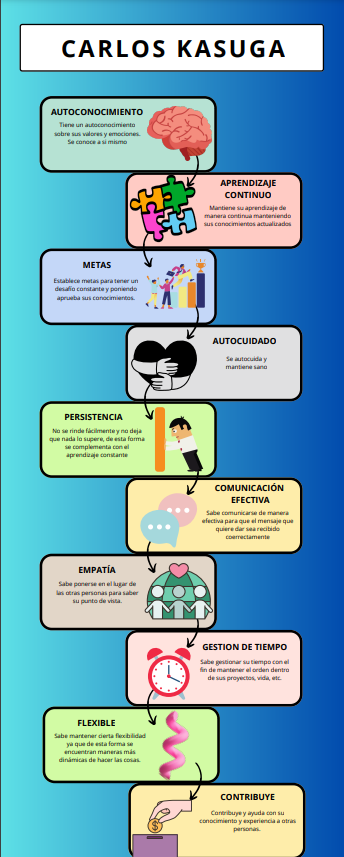 CARLOS KASUGA
AUTOCONOCIMIENTO
Tiene un autoconocimiento
sobre sus valores y emociones.
Se conoce a si mismo
APRENDIZAJE
CONTINUO
Mantiene su aprendizaje de
manera continua manteniendo
sus conocimientos actualizados
METAS
Establece metas para tener un
desafío constante y poniendo
aprueba sus conocimientos.
AUTOCUIDADO
Se autocuida y
mantiene sano
PERSISTENCIA
No se rinde fácilmente y no deja
que nada lo supere, de esta forma
se complementa con el
aprendizaje constante
COMUNICACIÓN
EFECTIVA
Sabe comunicarse de manera
efectiva para que el mensaje que
quiere dar sea recibido
coerrectamente
EMPATÍA
Sabe ponerse en el lugar de
las otras personas para saber
su punto de vista.
GESTION DE TIEMPO
Sabe gestionar su tiempo con el
fin de mantener el orden dentro
de sus proyectos, vida, etc.
FLEXIBLE
Sabe mantener cierta flexibilidad
ya que de esta forma se
encuentran maneras más
dinámicas de hacer las cosas.
CONTRIBUYE
Contribuye y ayuda con su
conocimiento y experiencia a otras
personas.